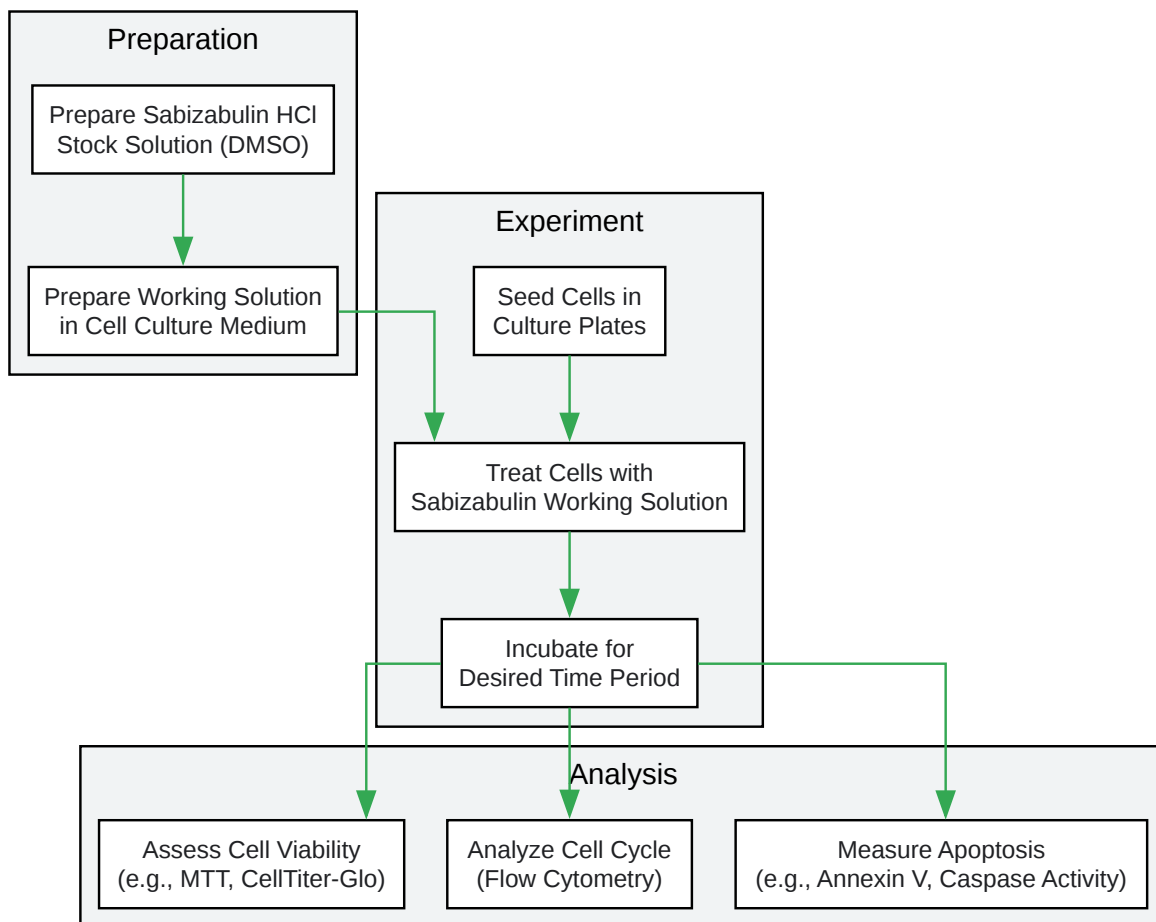 Preparation
Prepare Sabizabulin HCl
Stock Solution (DMSO)
Prepare Working Solution
in Cell Culture Medium
Experiment
Seed Cells in
Culture Plates
Treat Cells with
Sabizabulin Working Solution
Incubate for
Desired Time Period
Analysis
Assess Cell Viability
(e.g., MTT, CellTiter-Glo)
Analyze Cell Cycle
(Flow Cytometry)
Measure Apoptosis
(e.g., Annexin V, Caspase Activity)